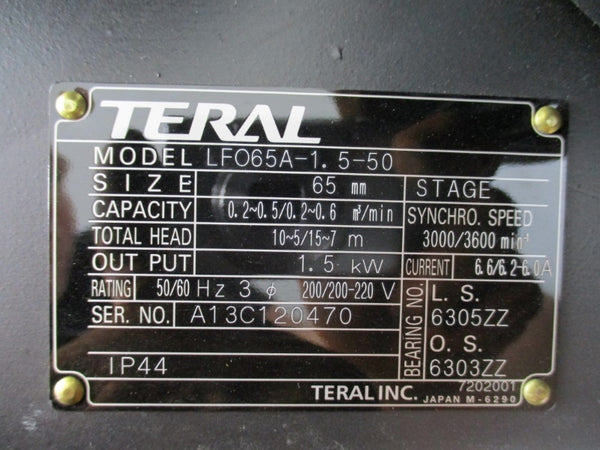 TERAL
MODEL LFO65A-1.5-50
SIZE 65 mm STAGE
CAPACITY 0.2~0.5/0.2~0.6 m³/min SYNCHRO. SPEED
TOTAL HEAD 10~5/15~7 m 3000/3600 min⁻¹
OUT PUT 1.5 kW CURRENT 6.6/6.2-6.0A
RATING 50/60 Hz 3 φ 200/200-220 V BEARING NO. L.S.
SER. NO. A13C120470 6305ZZ
O.S.
IP44 6303ZZ
7202001
TERAL INC. JAPAN M-6290